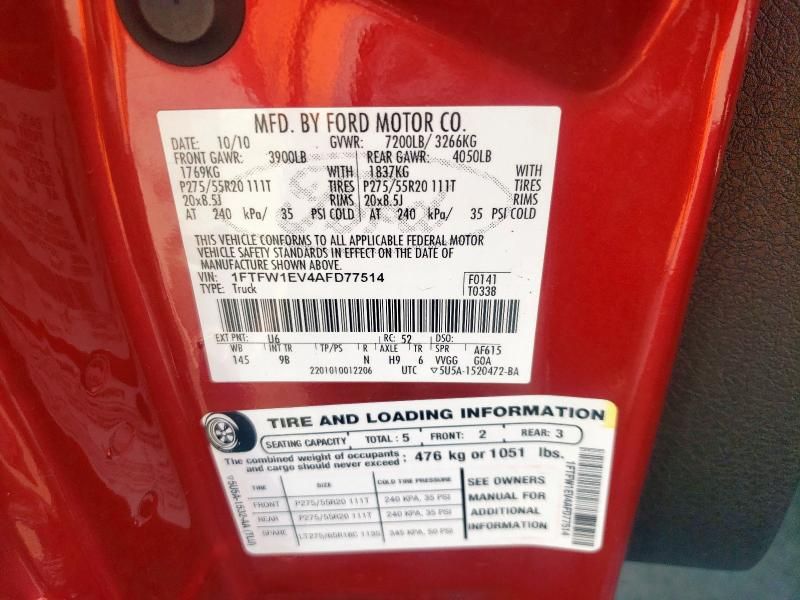 MFD. BY FORD MOTOR CO.
DATE: 10/10 GVWR: 7200LB/ 3266KG
FRONT GAWR: 3900LB REAR GAWR: 4050LB
1769KG WITH 1837KG WITH
P275/55R20 111T TIRES P275/55R20 111T TIRES
20x8.5J RIMS 20x8.5J RIMS
AT 240 kPa/ 35 PSI COLD AT 240 kPa/ 35 PSI COLD
THIS VEHICLE CONFORMS TO ALL APPLICABLE FEDERAL MOTOR
VEHICLE SAFETY STANDARDS IN EFFECT ON THE DATE OF
MANUFACTURE SHOWN ABOVE.
VIN: 1FTFW1EV4AFD77514 F0141
TYPE: Truck T0338
EXT PNT: U6 RC: 52 DSO:
WB INT TR TP/PS R AXLE TR SPR AF615
145 9B N H9 6 VVGG GOA
2201010012206 UTC ▽5U5A-1520472-BA
TIRE AND LOADING INFORMATION
SEATING CAPACITY TOTAL: 5 FRONT: 2 REAR: 3
The combined weight of occupants and cargo should never exceed: 476 kg or 1051 lbs.
TIRE SIZE COLD TIRE PRESSURE
FRONT P275/55R20 111T 240 KPA, 35 PSI
REAR P275/55R20 111T 240 KPA, 35 PSI
SPARE 345 KPA, 50 PSI
SEE OWNERS
MANUAL FOR
ADDITIONAL
INFORMATION
1FTFW1EV4AFD77514